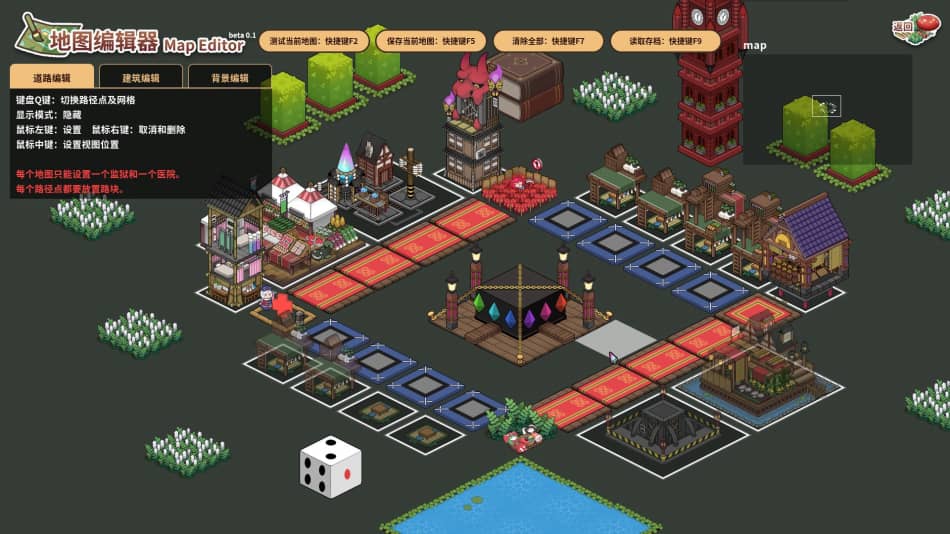 地图编辑器 Map Editor beta 0.1
测试当前地图：快捷键F2
保存当前地图：快捷键F5
清除全部：快捷键F7
读取存档：快捷键F9
返回
map
道路编辑
建筑编辑
背景编辑
键盘Q键：切换路径点及网格
显示模式：隐藏
鼠标左键：设置 鼠标右键：取消和删除
鼠标中键：设置视图位置
每个地图只能设置一个监狱和一个医院。
每个路径点都要放置路块。